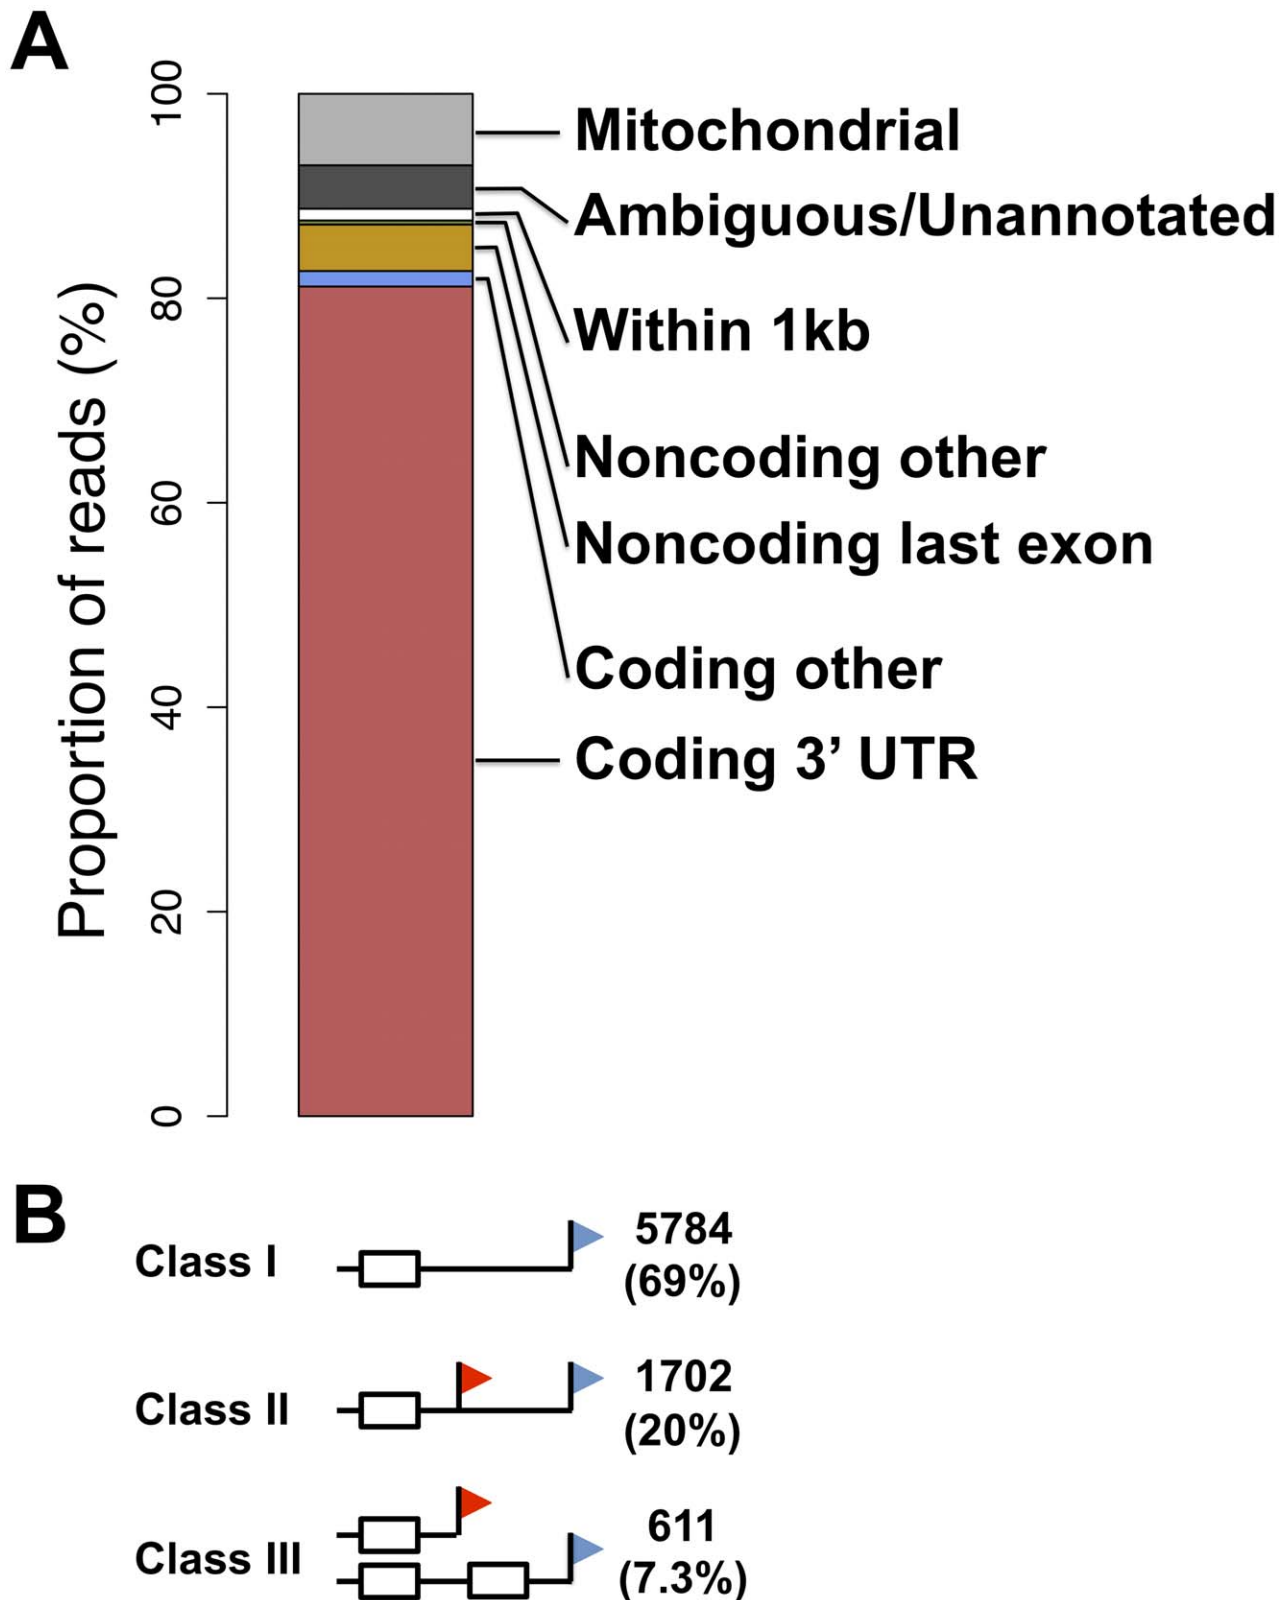 A
Proportion of reads (%)
100
80
60
40
20
0
Mitochondrial
Ambiguous/Unannotated
Within 1kb
Noncoding other
Noncoding last exon
Coding other
Coding 3’ UTR
B
Class I
5784
(69%)
Class II
1702
(20%)
Class III
611
(7.3%)